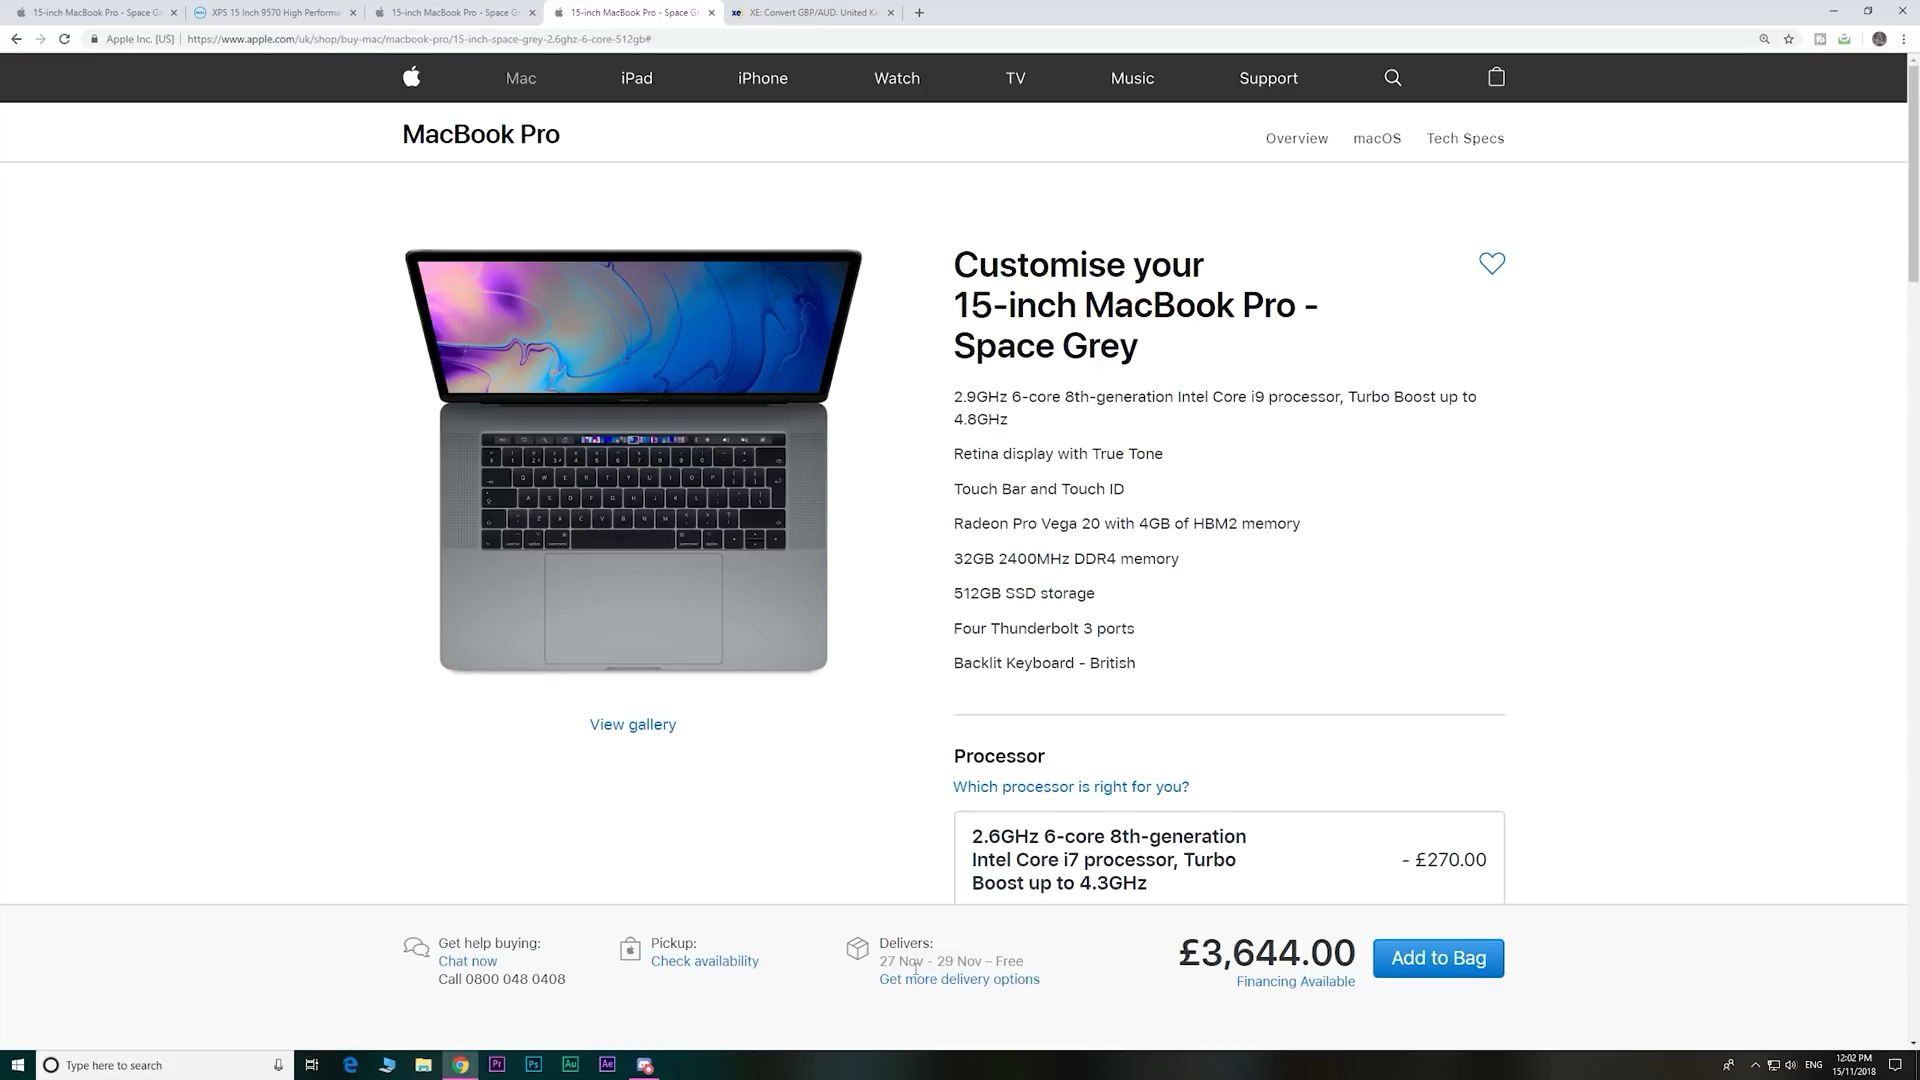 15-inch MacBook Pro - Space G
XPS 15 Inch 9570 High Performa
15-inch MacBook Pro - Space G
15-inch MacBook Pro - Space Gr
XE: Convert GBP/AUD. United Ki
Apple Inc. [US] https://www.apple.com/uk/shop/buy-mac/macbook-pro/15-inch-space-grey-2.6ghz-6-core-512gb#
Mac iPad iPhone Watch TV Music Support
MacBook Pro
Overview macOS Tech Specs
Customise your
15-inch MacBook Pro -
Space Grey
2.9GHz 6-core 8th-generation Intel Core i9 processor, Turbo Boost up to
4.8GHz
Retina display with True Tone
Touch Bar and Touch ID
Radeon Pro Vega 20 with 4GB of HBM2 memory
32GB 2400MHz DDR4 memory
512GB SSD storage
Four Thunderbolt 3 ports
Backlit Keyboard - British
View gallery
Processor
Which processor is right for you?
2.6GHz 6-core 8th-generation
Intel Core i7 processor, Turbo
Boost up to 4.3GHz
- £270.00
Get help buying:
Chat now
Call 0800 048 0408
Pickup:
Check availability
Delivers:
27 Nov - 29 Nov – Free
Get more delivery options
£3,644.00
Financing Available
Add to Bag
Type here to search
Pr Ps Au Ae
ENG
12:02 PM
15/11/2018